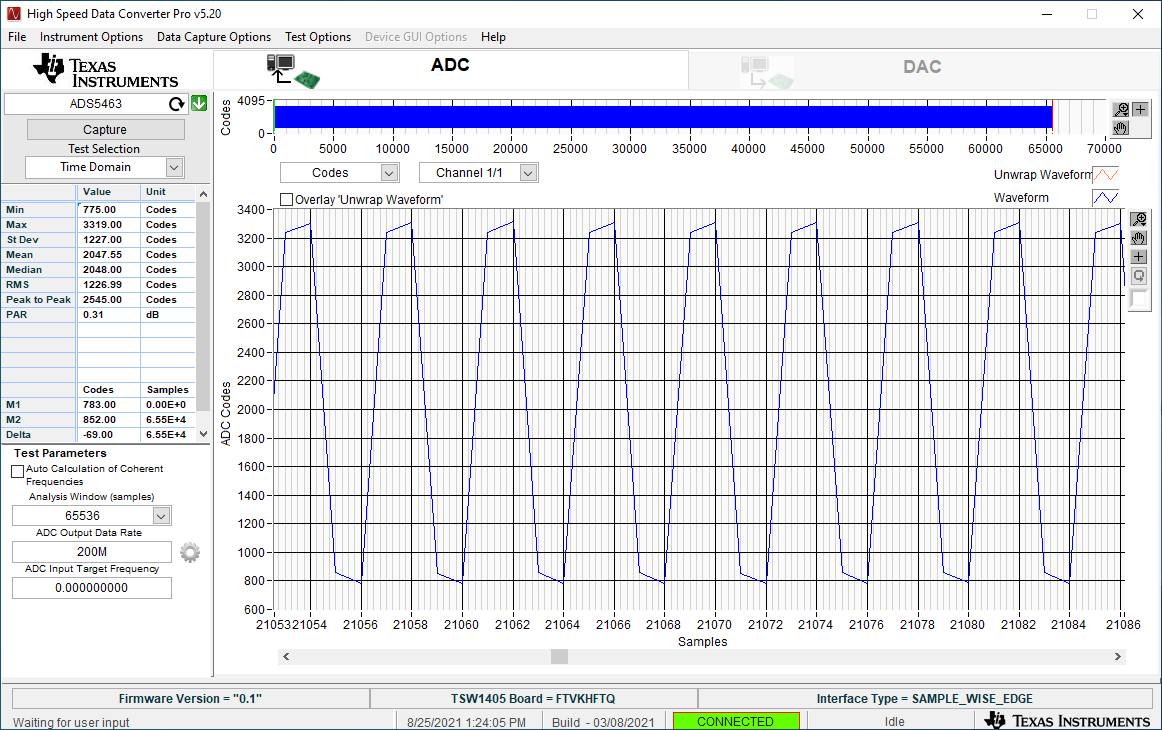 High Speed Data Converter Pro v5.20
File Instrument Options Data Capture Options Test Options Device GUI Options Help
TEXAS INSTRUMENTS
ADC
DAC
ADS5463
Capture
Test Selection
Time Domain
Value Unit
Min 775.00 Codes
Max 3319.00 Codes
St Dev 1227.00 Codes
Mean 2047.55 Codes
Median 2048.00 Codes
RMS 1226.99 Codes
Peak to Peak 2545.00 Codes
PAR 0.31 dB
Codes Samples
M1 783.00 0.00E+0
M2 852.00 6.55E+4
Delta -69.00 6.55E+4
Test Parameters
Auto Calculation of Coherent
Frequencies
Analysis Window (samples)
65536
ADC Output Data Rate
200M
ADC Input Target Frequency
0.000000000
Codes
4095
0
0 5000 10000 15000 20000 25000 30000 35000 40000 45000 50000 55000 60000 65000 70000
Codes Channel 1/1
Unwrap Waveform
Waveform
Overlay 'Unwrap Waveform'
ADC Codes
3400
3200
3000
2800
2600
2400
2200
2000
1800
1600
1400
1200
1000
800
600
21053 21054 21056 21058 21060 21062 21064 21066 21068 21070 21072 21074 21076 21078 21080 21082 21084 21086
Samples
Firmware Version = "0.1" TSW1405 Board = FTVKHFTQ Interface Type = SAMPLE_WISE_EDGE
Waiting for user input 8/25/2021 1:24:05 PM Build - 03/08/2021 CONNECTED Idle TEXAS INSTRUMENTS